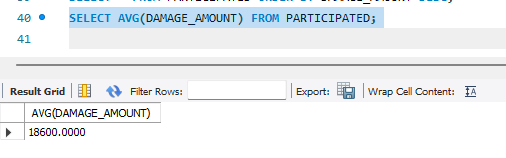 40 SELECT AVG(DAMAGE_AMOUNT) FROM PARTICIPATED;
41
Result Grid Filter Rows: Export: Wrap Cell Content: IA
AVG(DAMAGE_AMOUNT)
18600.0000